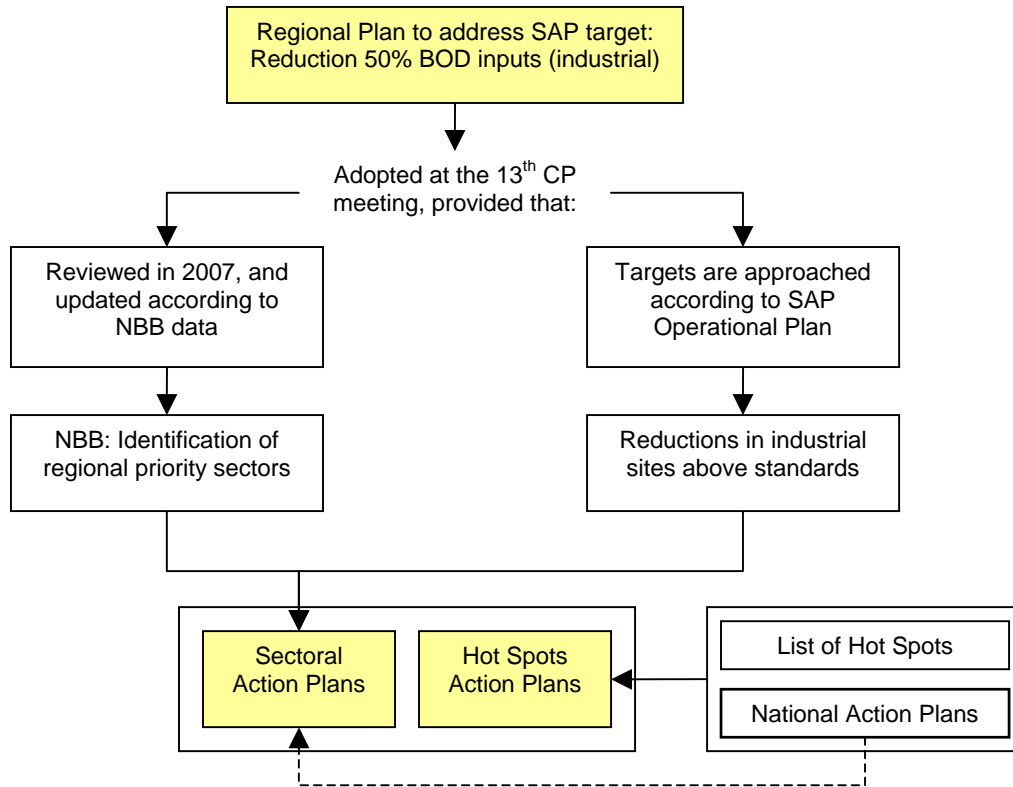 Regional Plan to address SAP target:
Reduction 50% BOD inputs (industrial)
Adopted at the 13th CP
meeting, provided that:
Reviewed in 2007, and
updated according to
NBB data
Targets are approached
according to SAP
Operational Plan
NBB: Identification of
regional priority sectors
Reductions in industrial
sites above standards
Sectoral
Action Plans
Hot Spots
Action Plans
List of Hot Spots
National Action Plans